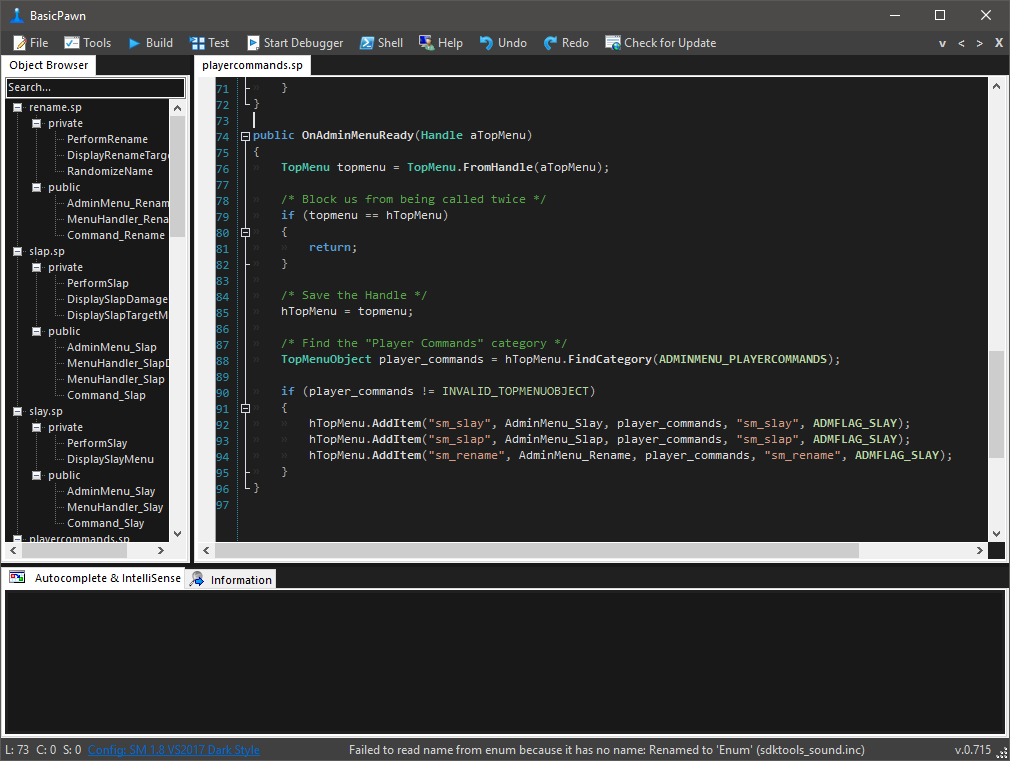 BasicPawn
File Tools Build Test Start Debugger Shell Help Undo Redo Check for Update v < > X
Object Browser
playercommands.sp
Search...
rename.sp
private
PerformRename
DisplayRenameTarge
RandomizeName
public
AdminMenu_Renam
MenuHandler_Rena
Command_Rename
slap.sp
private
PerformSlap
DisplaySlapDamage
DisplaySlapTargetM
public
AdminMenu_Slap
MenuHandler_SlapD
MenuHandler_Slap
Command_Slap
slay.sp
private
PerformSlay
DisplaySlayMenu
public
AdminMenu_Slay
MenuHandler_Slay
Command_Slay
playercommands.sp
71 }
72 }
73
74 public OnAdminMenuReady(Handle aTopMenu)
75 {
76 TopMenu topmenu = TopMenu.FromHandle(aTopMenu);
77
78 /* Block us from being called twice */
79 if (topmenu == hTopMenu)
80 {
81 return;
82 }
83
84 /* Save the Handle */
85 hTopMenu = topmenu;
86
87 /* Find the "Player Commands" category */
88 TopMenuObject player_commands = hTopMenu.FindCategory(ADMINMENU_PLAYERCOMMANDS);
89
90 if (player_commands != INVALID_TOPMENUOBJECT)
91 {
92 hTopMenu.AddItem("sm_slay", AdminMenu_Slay, player_commands, "sm_slay", ADMFLAG_SLAY);
93 hTopMenu.AddItem("sm_slap", AdminMenu_Slap, player_commands, "sm_slap", ADMFLAG_SLAY);
94 hTopMenu.AddItem("sm_rename", AdminMenu_Rename, player_commands, "sm_rename", ADMFLAG_SLAY);
95 }
96 }
97
Autocomplete & IntelliSense Information
L: 73 C: 0 S: 0 Config: SM 1.8 VS2017 Dark Style Failed to read name from enum because it has no name: Renamed to 'Enum' (sdktools_sound.inc) v.0.715